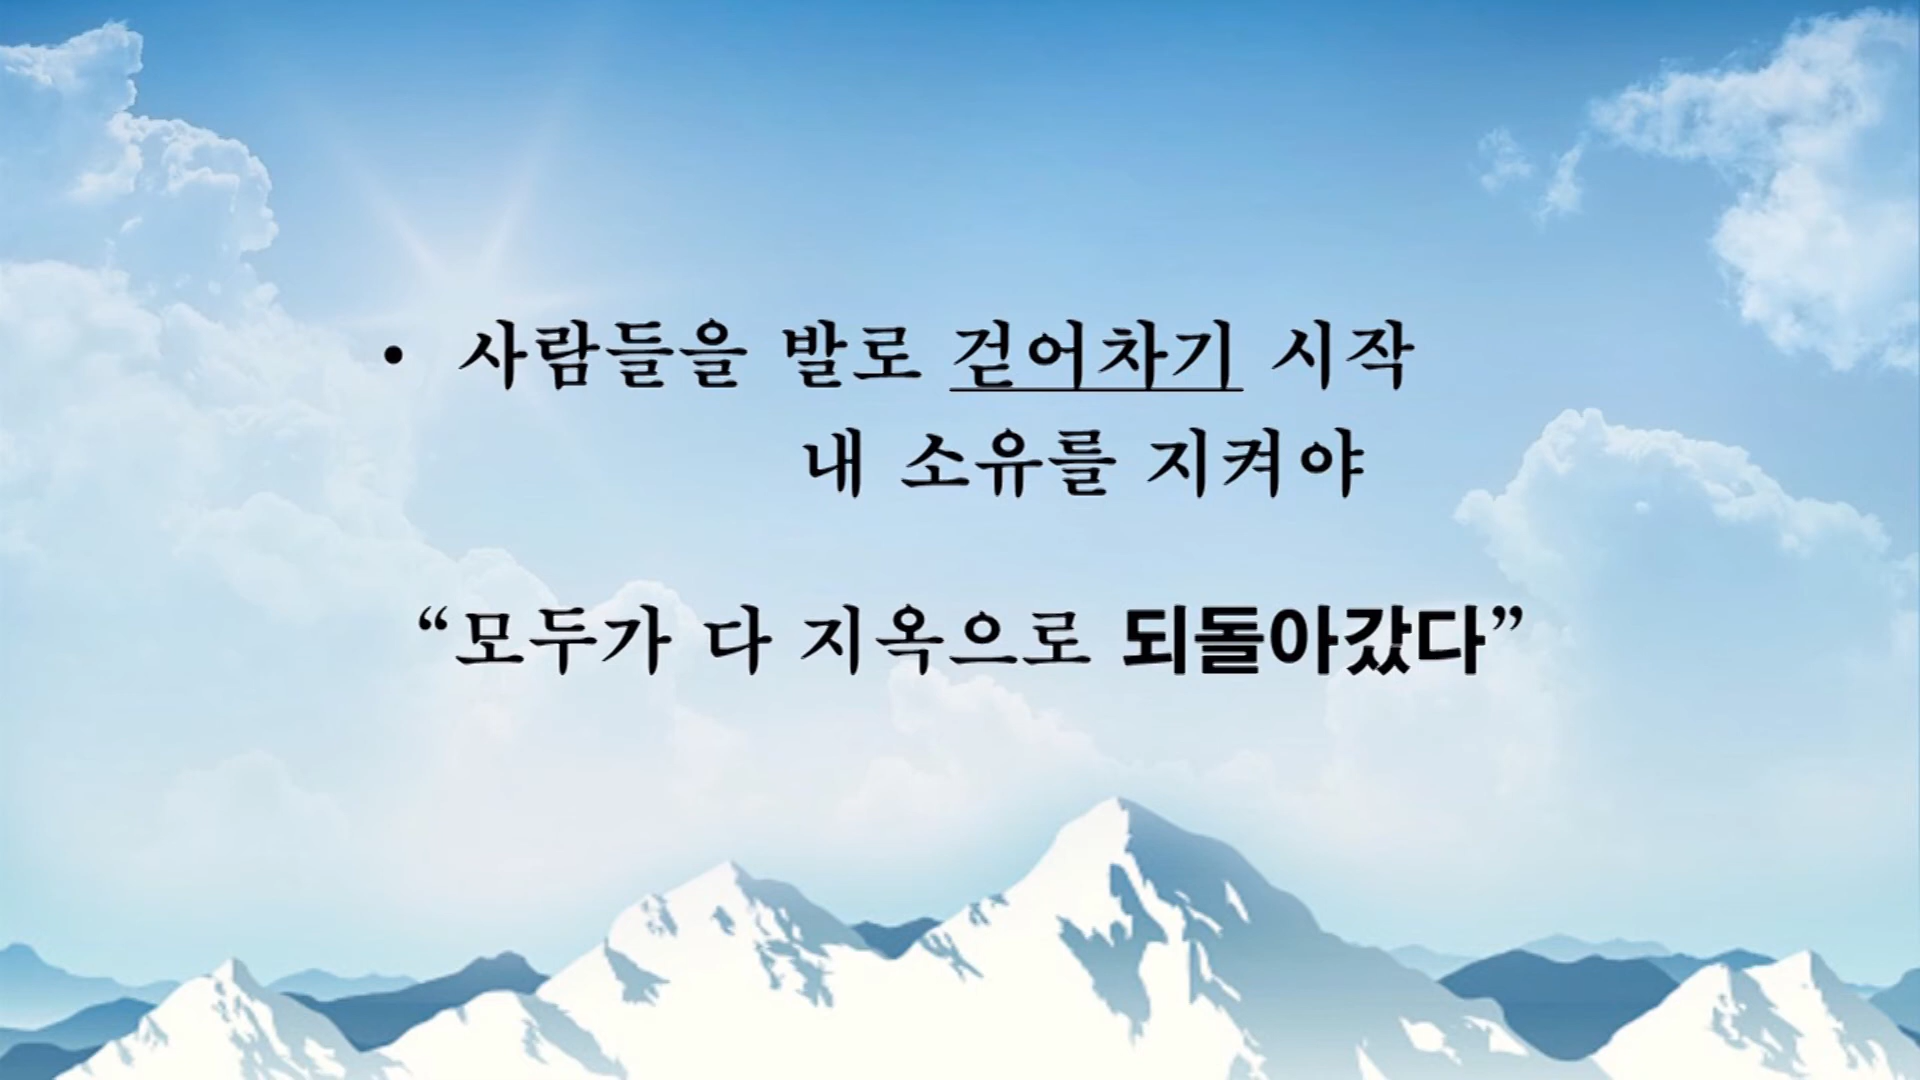 • 사람들을 발로 걷어차기 시작
내 소유를 지켜야
“모두가 다 지옥으로 되돌아갔다”